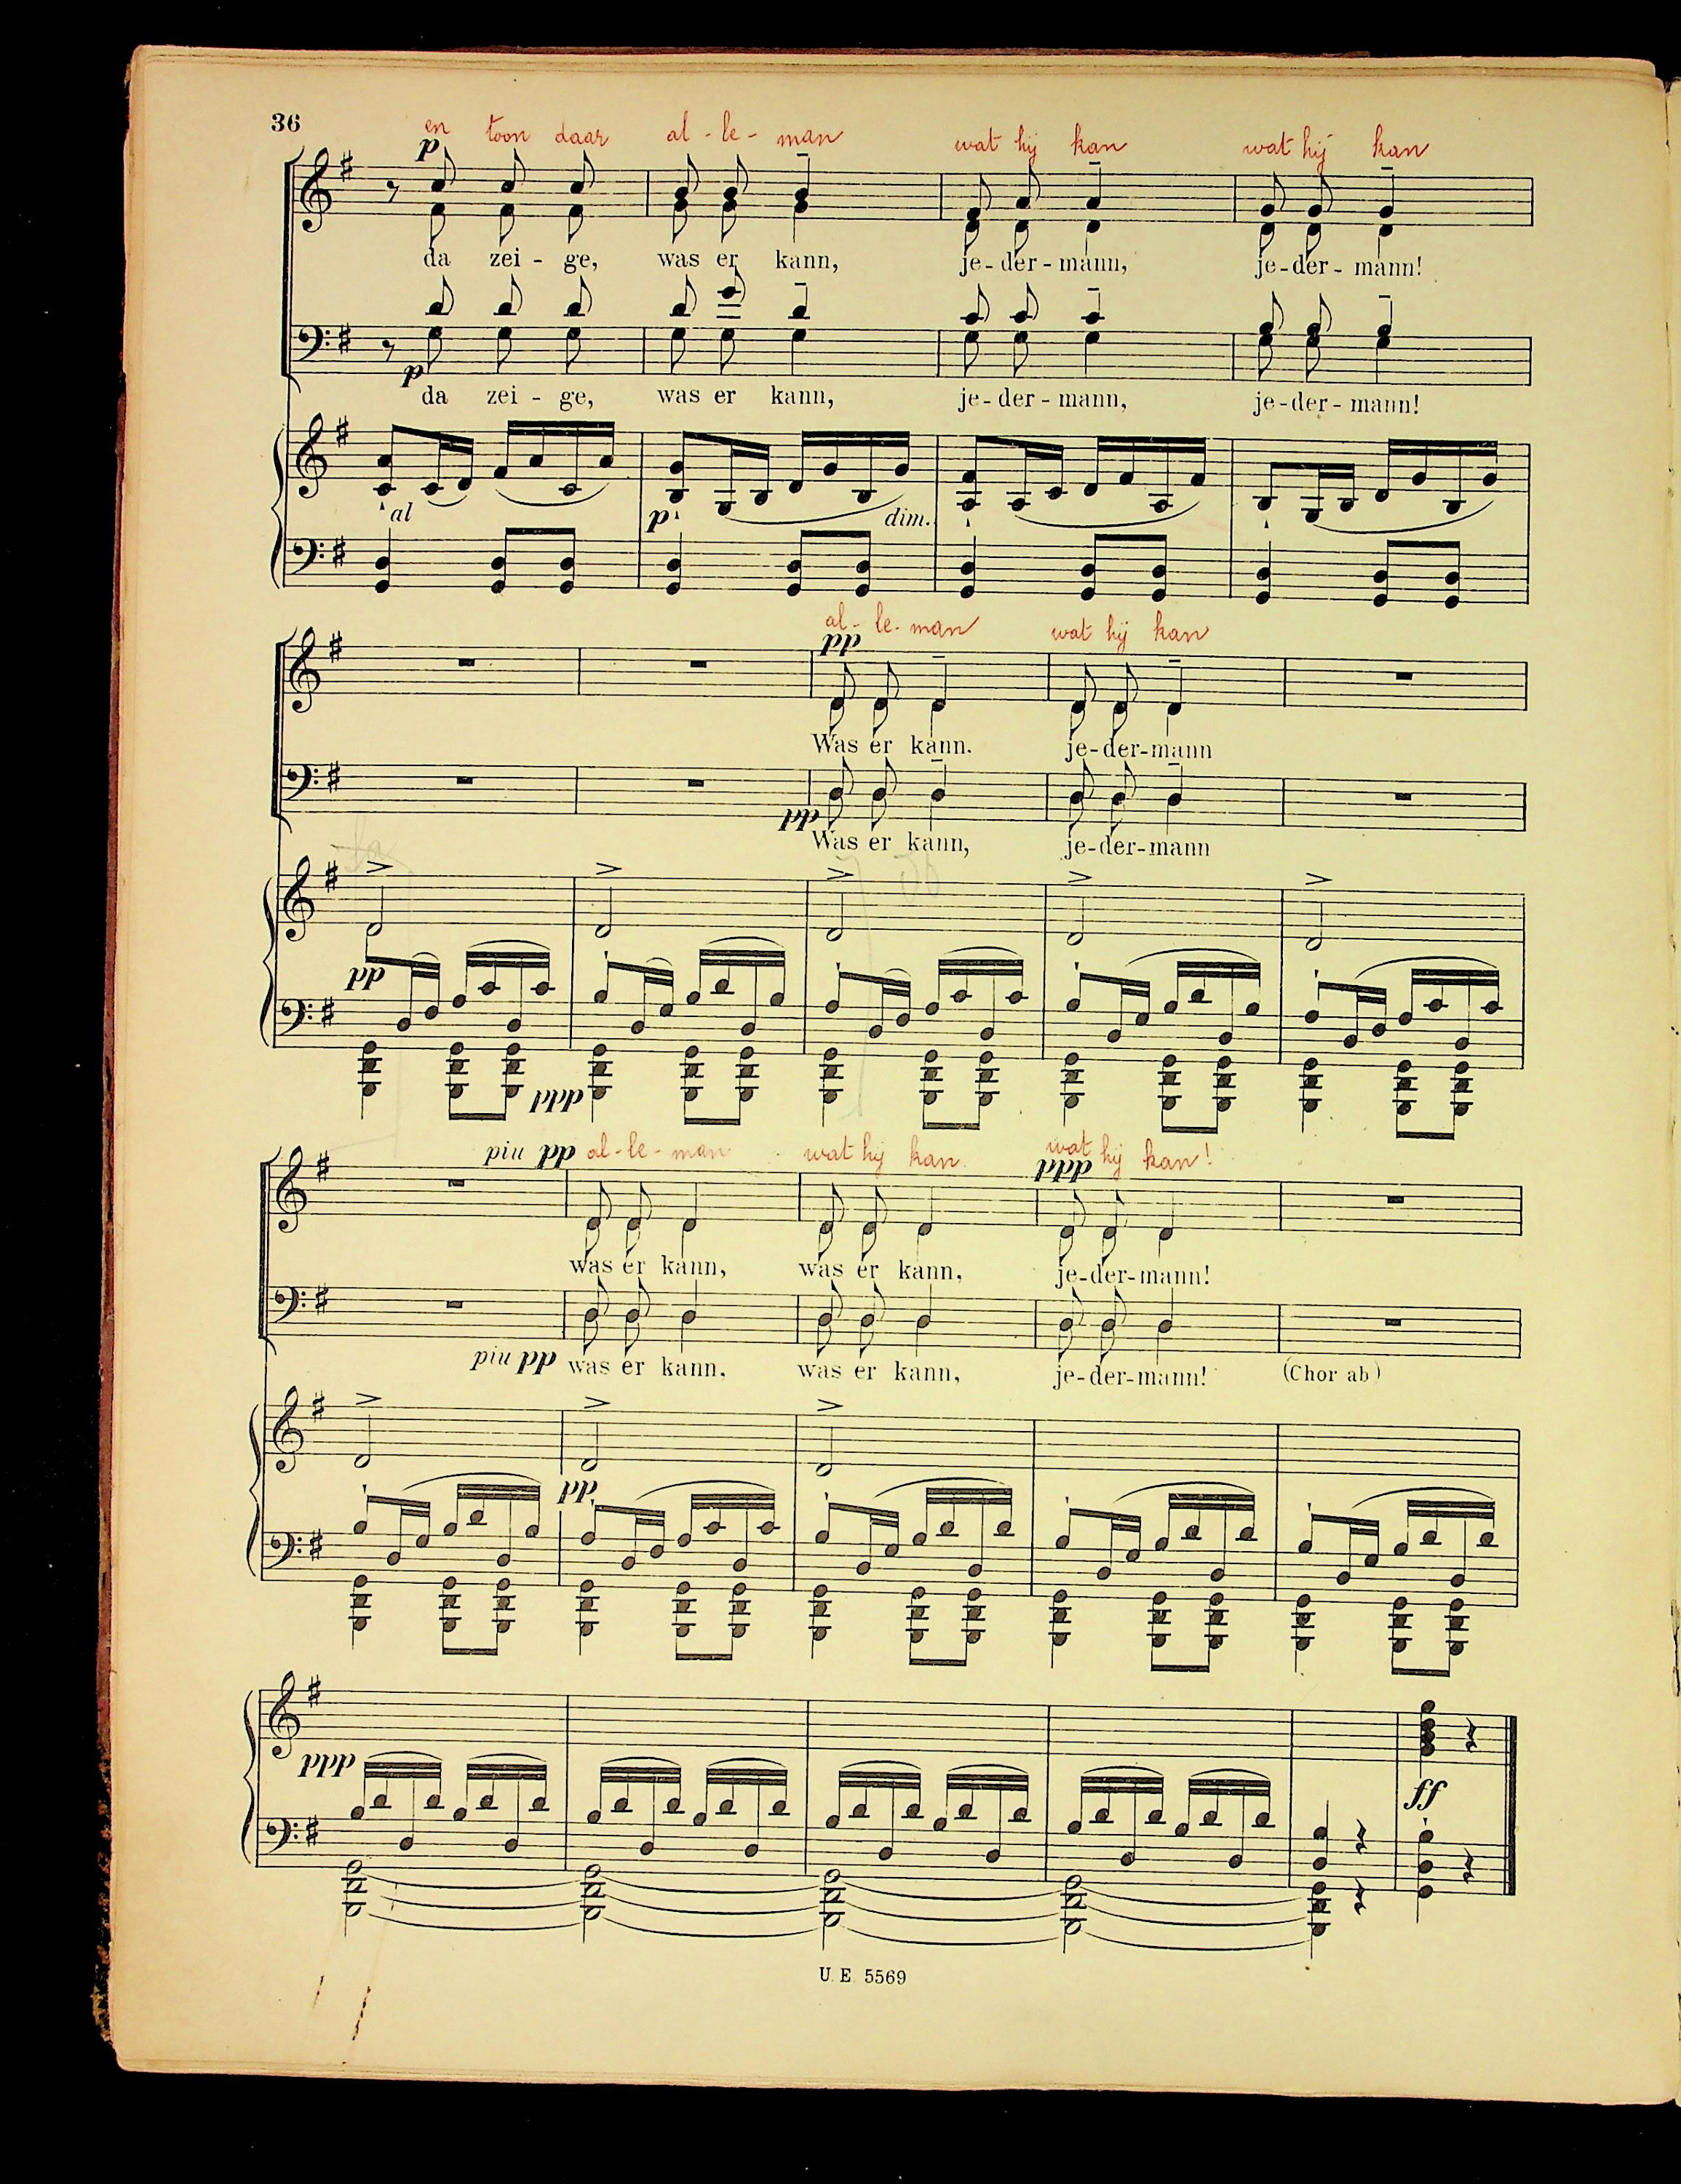 36
en toon daar al - le - man wat hij kan wat hij kan
p
da zei - ge, was er kann, je - der - mann, je - der - mann!
p
da zei - ge, was er kann, je - der - mann, je - der - mann!
al p dim.
al - le - man wat hij kan
pp
Was er kann. je - der - mann
pp
Was er kann, je - der - mann
pp
ppp
piu pp al - le - man wat hij kan wat hij kan!
ppp
was er kann, was er kann, je - der - mann!
piu pp was er kann, was er kann, je - der - mann! (Chor ab)
pp
ppp ff
U. E. 5569